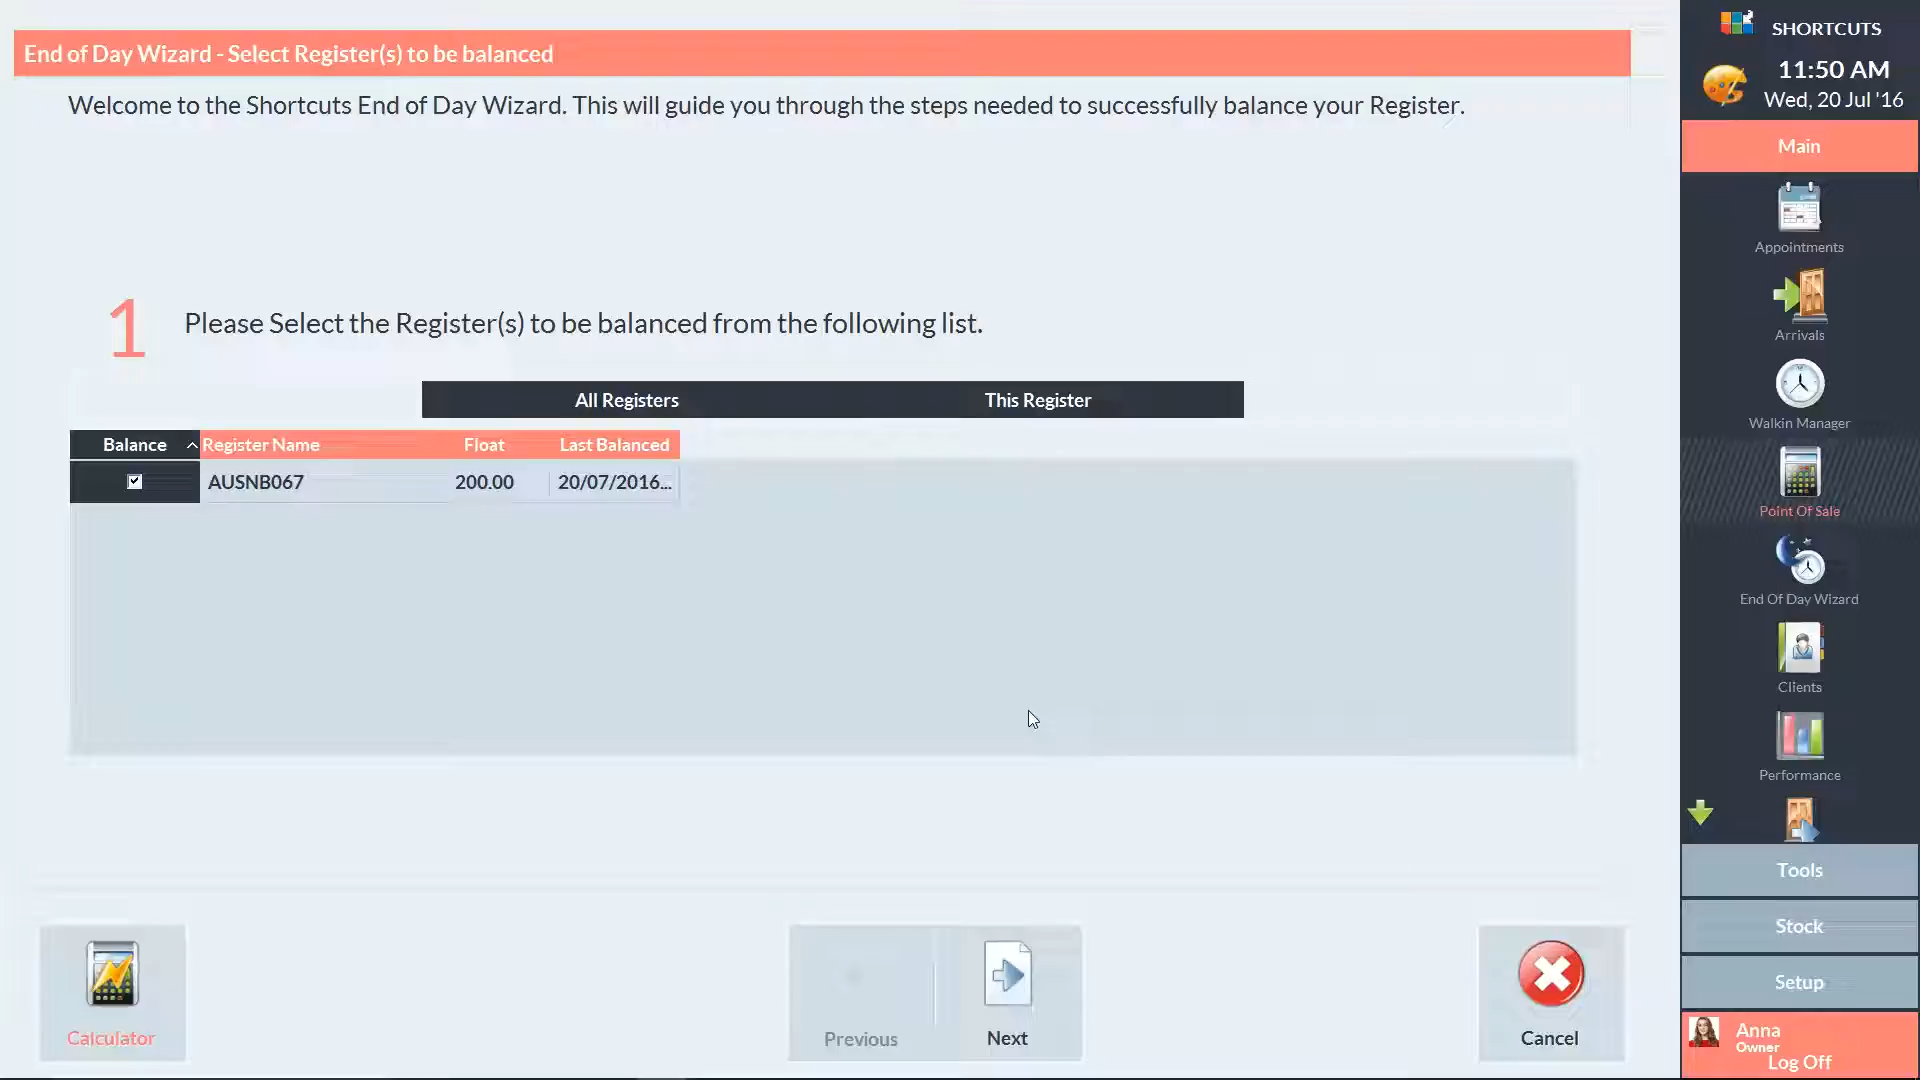 End of Day Wizard - Select Register(s) to be balanced
Welcome to the Shortcuts End of Day Wizard. This will guide you through the steps needed to successfully balance your Register.
1 Please Select the Register(s) to be balanced from the following list.
All Registers This Register
Balance Register Name Float Last Balanced
AUSNB067 200.00 20/07/2016...
Calculator
Previous
Next
Cancel
SHORTCUTS
11:50 AM
Wed, 20 Jul '16
Main
Appointments
Arrivals
Walkin Manager
Point Of Sale
End Of Day Wizard
Clients
Performance
Tools
Stock
Setup
Anna
Owner
Log Off